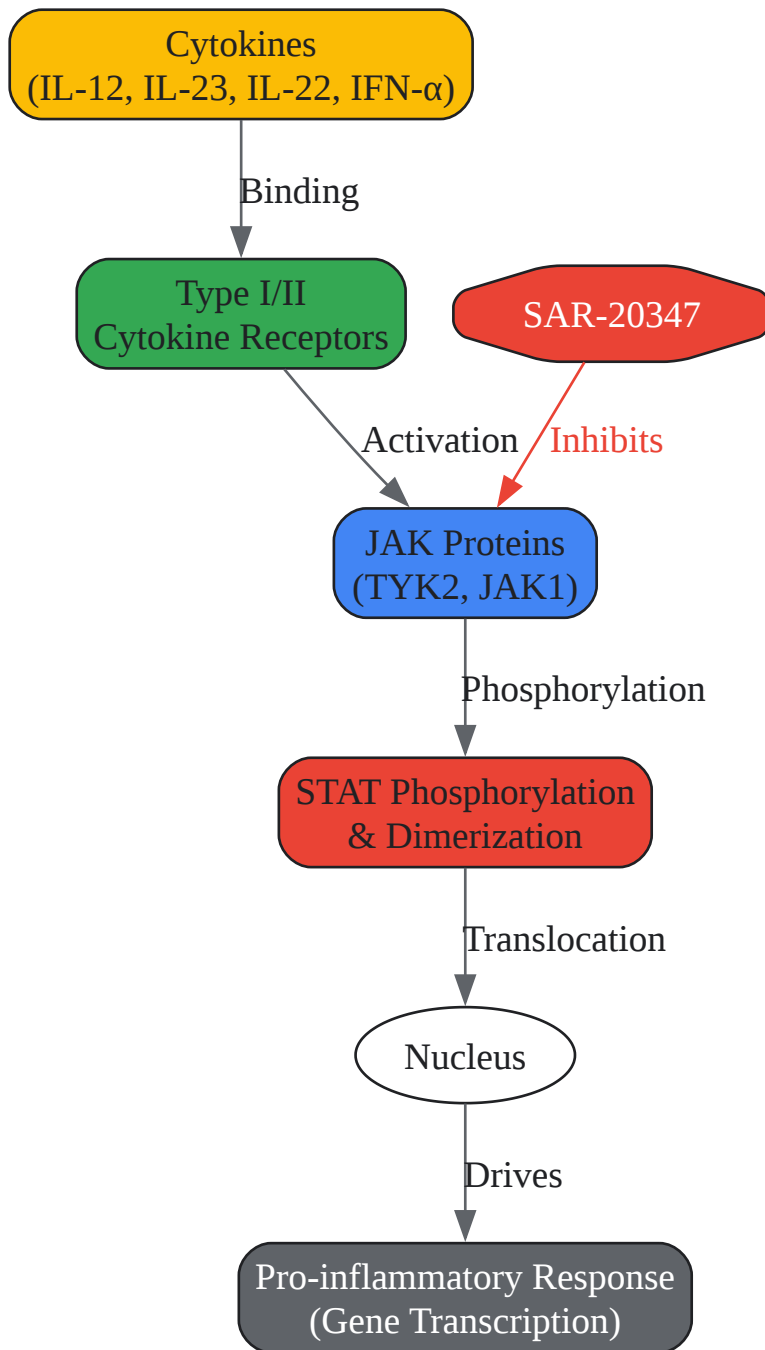 Cytokines
(IL-12, IL-23, IL-22, IFN-α)
Binding
Type I/II
Cytokine Receptors
SAR-20347
Activation
Inhibits
JAK Proteins
(TYK2, JAK1)
Phosphorylation
STAT Phosphorylation
& Dimerization
Translocation
Nucleus
Drives
Pro-inflammatory Response
(Gene Transcription)